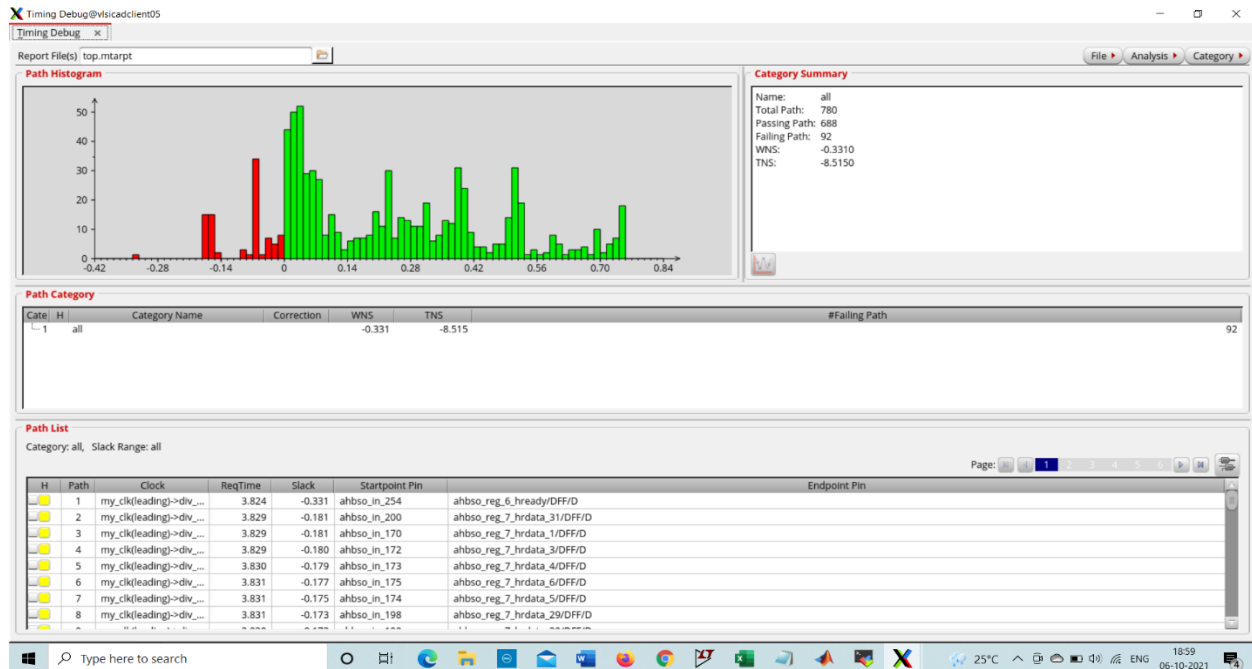 Timing Debug@vlsicadclient05
Timing Debug ×
Report File(s) top.mtarpt
File Analysis Category
Path Histogram
50
40
30
20
10
0
-0.42 -0.28 -0.14 0 0.14 0.28 0.42 0.56 0.70 0.84
Category Summary
Name: all
Total Path: 780
Passing Path: 688
Failing Path: 92
WNS: -0.3310
TNS: -8.5150
Path Category
Cate H Category Name Correction WNS TNS #Failing Path
1 all -0.331 -8.515 92
Path List
Category: all, Slack Range: all
Page: 1 2 3 4 5 6
H Path Clock ReqTime Slack Startpoint Pin Endpoint Pin
1 my_clk(leading)->div_... 3.824 -0.331 ahbso_in_254 ahbso_reg_6_hready/DFF/D
2 my_clk(leading)->div_... 3.829 -0.181 ahbso_in_200 ahbso_reg_7_hrdata_31/DFF/D
3 my_clk(leading)->div_... 3.829 -0.181 ahbso_in_170 ahbso_reg_7_hrdata_1/DFF/D
4 my_clk(leading)->div_... 3.829 -0.180 ahbso_in_172 ahbso_reg_7_hrdata_3/DFF/D
5 my_clk(leading)->div_... 3.830 -0.179 ahbso_in_173 ahbso_reg_7_hrdata_4/DFF/D
6 my_clk(leading)->div_... 3.831 -0.177 ahbso_in_175 ahbso_reg_7_hrdata_6/DFF/D
7 my_clk(leading)->div_... 3.831 -0.175 ahbso_in_174 ahbso_reg_7_hrdata_5/DFF/D
8 my_clk(leading)->div_... 3.831 -0.173 ahbso_in_198 ahbso_reg_7_hrdata_29/DFF/D
Type here to search
25°C ENG 18:59
06-10-2021
4